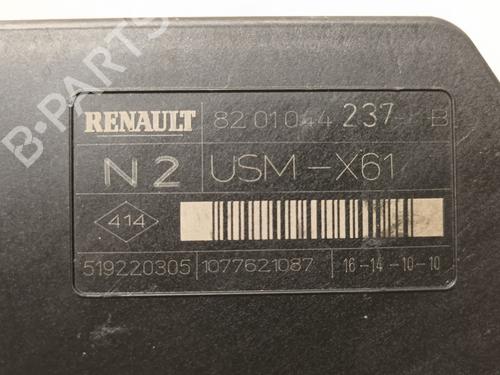 B-PARTS
RENAULT 8201044237--B
N2 USM-X61
414
519220305 1077621087 16-14-10-10